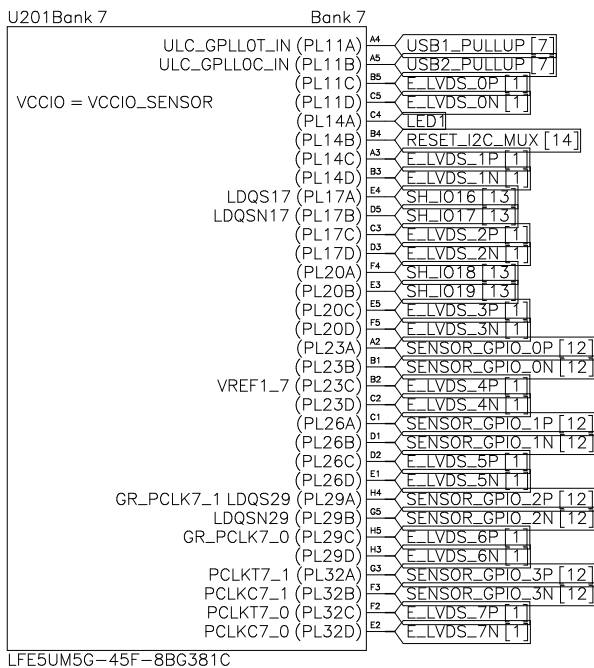 U201Bank 7 Bank 7
ULC_GPLL0T_IN (PL11A) A4 USB1_PULLUP [7]
ULC_GPLL0C_IN (PL11B) A5 USB2_PULLUP [7]
(PL11C) B5 E_LVDS_0P [1]
VCCIO = VCCIO_SENSOR (PL11D) C5 E_LVDS_0N [1]
(PL14A) C4 LED1
(PL14B) B4 RESET_I2C_MUX [14]
(PL14C) A3 E_LVDS_1P [1]
(PL14D) B3 E_LVDS_1N [1]
LDQS17 (PL17A) E4 SH_IO16 [13]
LDQSN17 (PL17B) D5 SH_IO17 [13]
(PL17C) C3 E_LVDS_2P [1]
(PL17D) D3 E_LVDS_2N [1]
(PL20A) F4 SH_IO18 [13]
(PL20B) E3 SH_IO19 [13]
(PL20C) E5 E_LVDS_3P [1]
(PL20D) F5 E_LVDS_3N [1]
(PL23A) A2 SENSOR_GPIO_0P [12]
(PL23B) B1 SENSOR_GPIO_0N [12]
VREF1_7 (PL23C) B2 E_LVDS_4P [1]
(PL23D) C2 E_LVDS_4N [1]
(PL26A) C1 SENSOR_GPIO_1P [12]
(PL26B) D1 SENSOR_GPIO_1N [12]
(PL26C) D2 E_LVDS_5P [1]
(PL26D) E1 E_LVDS_5N [1]
GR_PCLK7_1 LDQS29 (PL29A) H4 SENSOR_GPIO_2P [12]
LDQSN29 (PL29B) G5 SENSOR_GPIO_2N [12]
GR_PCLK7_0 (PL29C) H5 E_LVDS_6P [1]
(PL29D) H3 E_LVDS_6N [1]
PCLKT7_1 (PL32A) G3 SENSOR_GPIO_3P [12]
PCLKC7_1 (PL32B) F3 SENSOR_GPIO_3N [12]
PCLKT7_0 (PL32C) F2 E_LVDS_7P [1]
PCLKC7_0 (PL32D) E2 E_LVDS_7N [1]
LFE5UM5G-45F-8BG381C